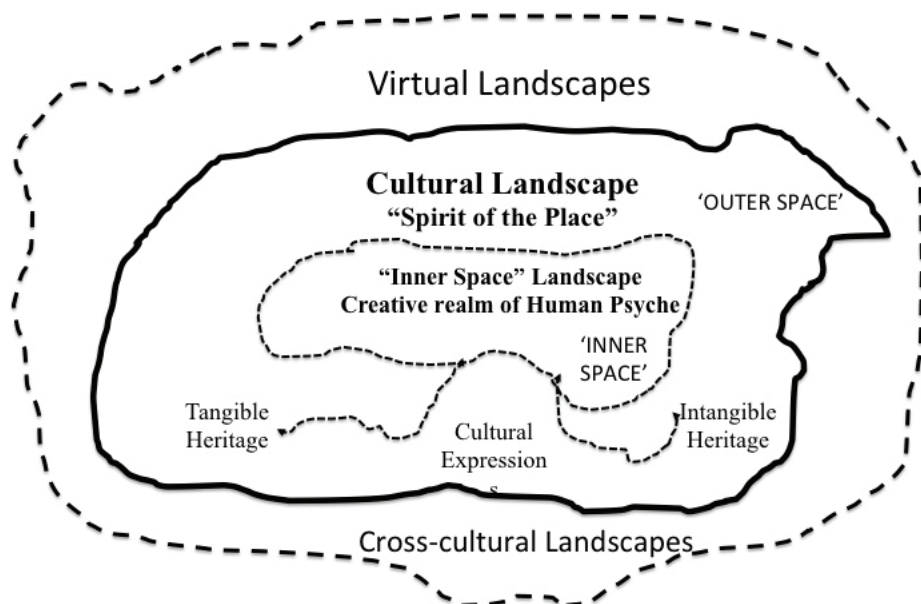 Virtual Landscapes
Cultural Landscape
“Spirit of the Place”
‘OUTER SPACE’
“Inner Space” Landscape
Creative realm of Human Psyche
‘INNER
SPACE’
Tangible
Heritage
Cultural
Expression
s
Intangible
Heritage
Cross-cultural Landscapes